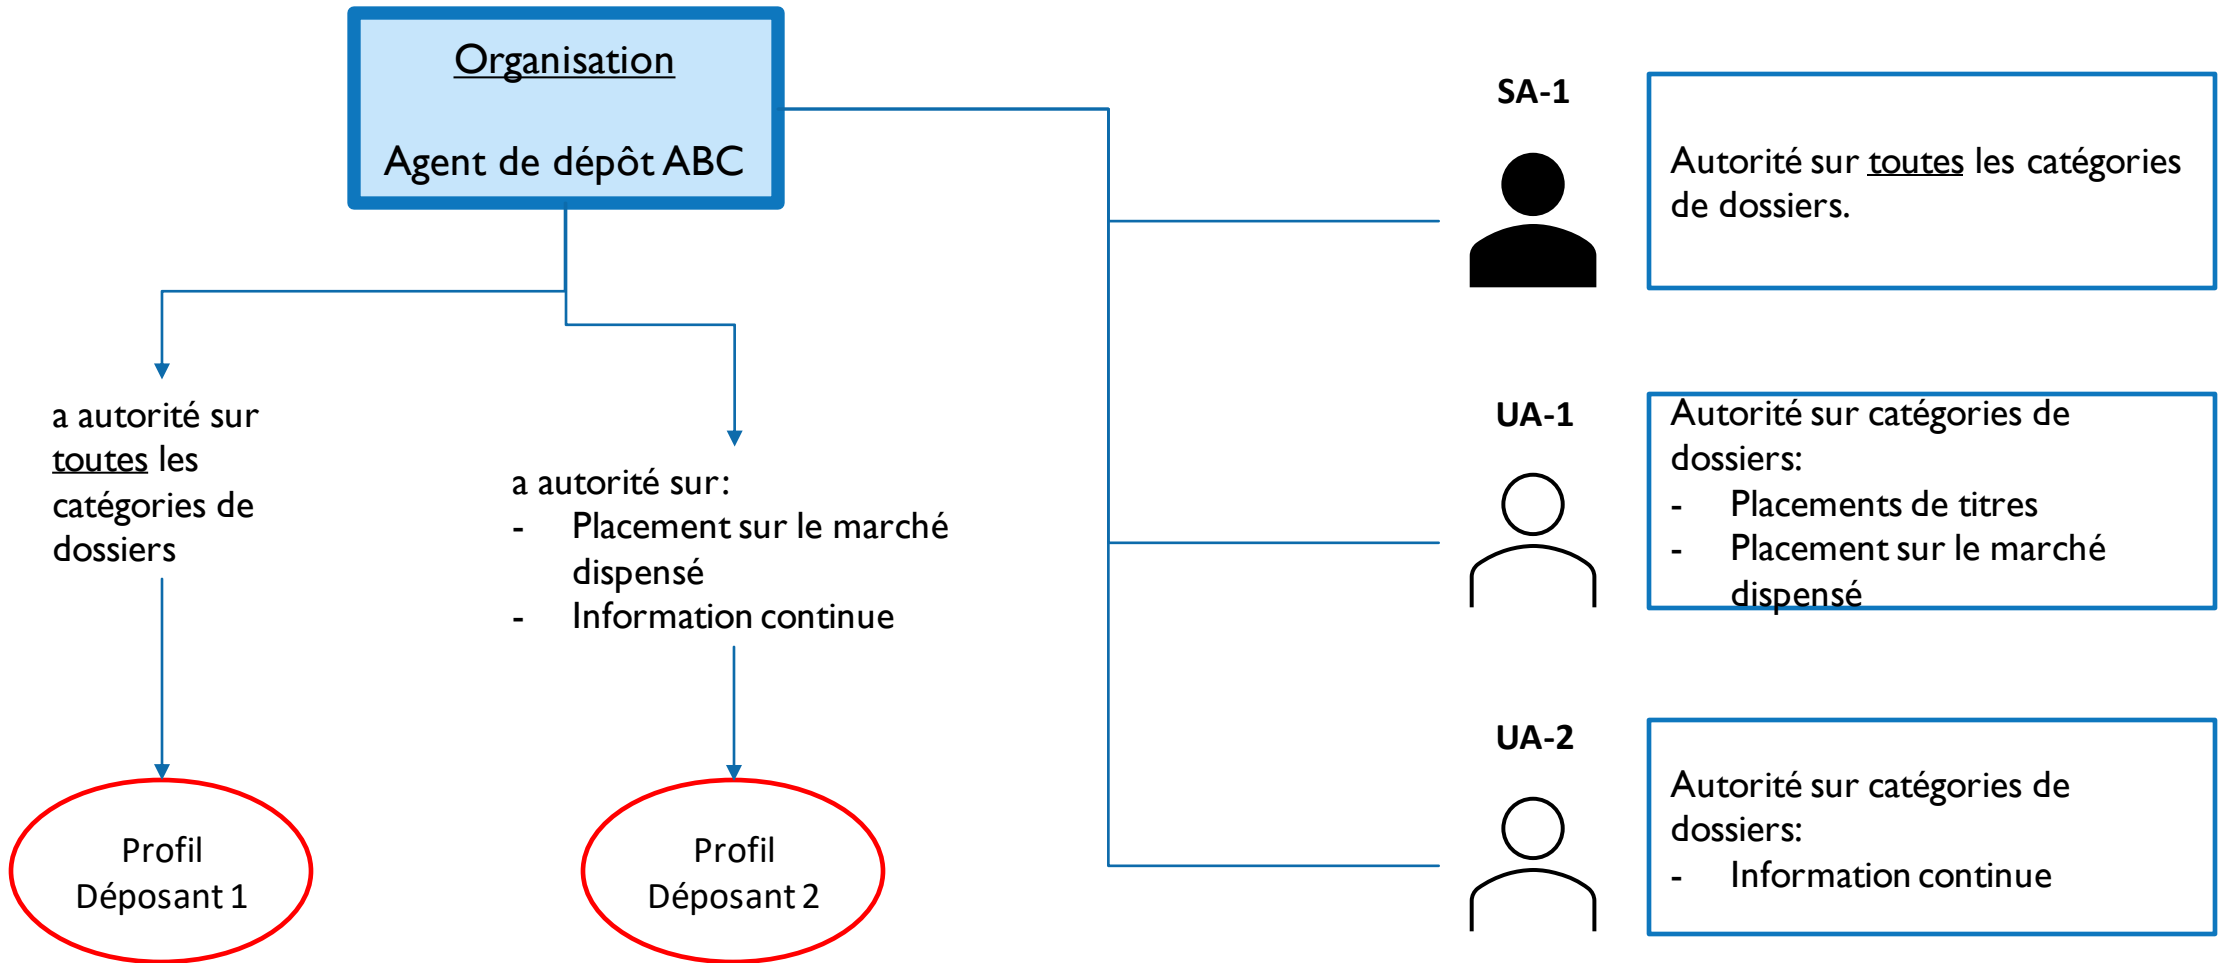 Organisation
Agent de dépôt ABC
a autorité sur
toutes les
catégories de
dossiers
a autorité sur:
- Placement sur le marché
dispensé
- Information continue
Profil
Déposant 1
Profil
Déposant 2
SA-1
Autorité sur toutes les catégories
de dossiers.
UA-1
Autorité sur catégories de
dossiers:
- Placements de titres
- Placement sur le marché
dispensé
UA-2
Autorité sur catégories de
dossiers:
- Information continue